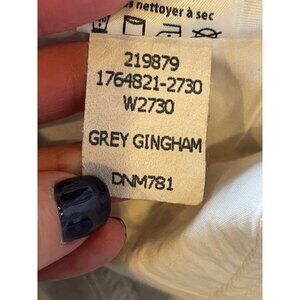 nettoyer à sec
219879
1764821-2730
W2730
GREY GINGHAM
DNM781